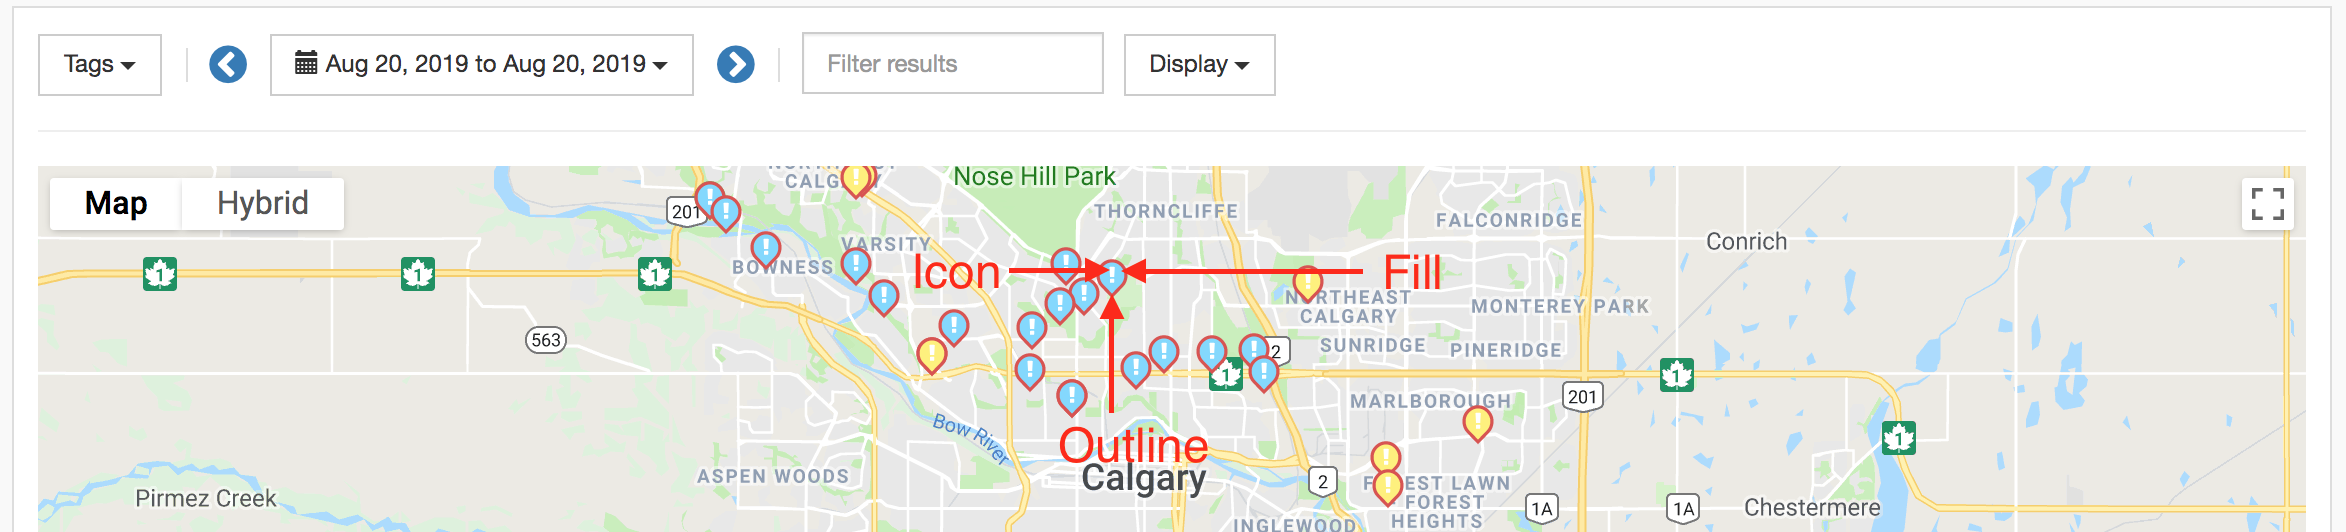 Tags
Aug 20, 2019 to Aug 20, 2019
Filter results
Display
Map
Hybrid
Nose Hill Park
CALGARY
201
THORNCLIFFE
FALCONRIDGE
Conrich
VARSITY
BOWNESS
Icon
Fill
1
1
1
NORTHEAST
CALGARY
MONTEREY PARK
563
2
SUNRIDGE
PINERIDGE
1
1
MARLBOROUGH
201
Bow River
Outline
1
ASPEN WOODS
Calgary
2
FOREST LAWN
Pirmez Creek
FOREST
HEIGHTS
1A
1A
Chestermere
INGLEWOOD